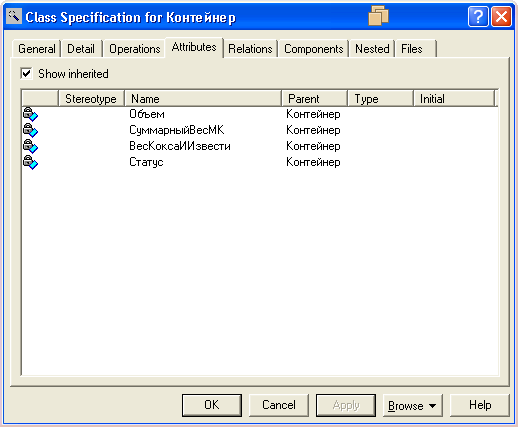 Class Specification for Контейнер
General Detail Operations Attributes Relations Components Nested Files
Show inherited
Stereotype Name Parent Type Initial
Объем Контейнер
СуммарныйВесМК Контейнер
ВесКоксаИИзвести Контейнер
Статус Контейнер
OK Cancel Apply Browse Help